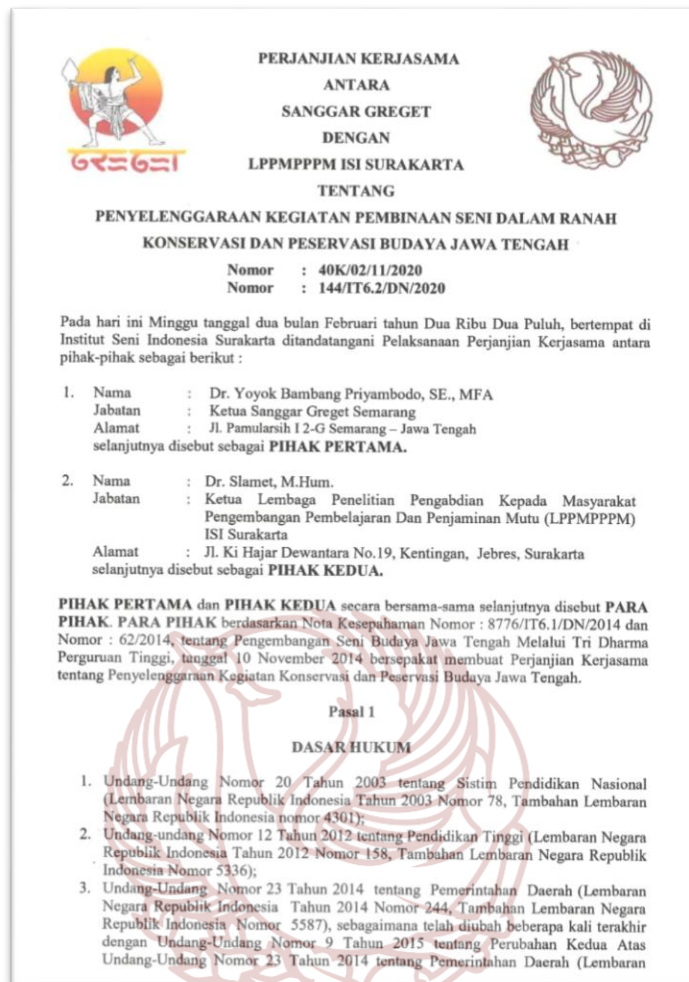 PERJANJIAN KERJASAMA
ANTARA
SANGGAR GREGET
DENGAN
LPPMPPPM ISI SURAKARTA
TENTANG
PENYELENGGARAAN KEGIATAN PEMBINAAN SENI DALAM RANAH
KONSERVASI DAN PESERVASI BUDAYA JAWA TENGAH
GREGET
Nomor : 40K/02/11/2020
Nomor : 144/IT6.2/DN/2020
Pada hari ini Minggu tanggal dua bulan Februari tahun Dua Ribu Dua Puluh, bertempat di
Institut Seni Indonesia Surakarta ditandatangani Pelaksanaan Perjanjian Kerjasama antara
pihak-pihak sebagai berikut :
1. Nama : Dr. Yoyok Bambang Priyambodo, SE., MFA
Jabatan : Ketua Sanggar Greget Semarang
Alamat : Jl. Pamularsih I 2-G Semarang – Jawa Tengah
selanjutnya disebut sebagai PIHAK PERTAMA.
2. Nama : Dr. Slamet, M.Hum.
Jabatan : Ketua Lembaga Penelitian Pengabdian Kepada Masyarakat
Pengembangan Pembelajaran Dan Penjaminan Mutu (LPPMPPPM)
ISI Surakarta
Alamat : Jl. Ki Hajar Dewantara No.19, Kentingan, Jebres, Surakarta
selanjutnya disebut sebagai PIHAK KEDUA.
PIHAK PERTAMA dan PIHAK KEDUA secara bersama-sama selanjutnya disebut PARA
PIHAK. PARA PIHAK berdasarkan Nota Kesepahaman Nomor : 8776/IT6.1/DN/2014 dan
Nomor : 62/2014, tentang Pengembangan Seni Budaya Jawa Tengah Melalui Tri Dharma
Perguruan Tinggi, tanggal 10 November 2014 bersepakat membuat Perjanjian Kerjasama
tentang Penyelenggaraan Kegiatan Konservasi dan Peservasi Budaya Jawa Tengah.
Pasal 1
DASAR HUKUM
1. Undang-Undang Nomor 20 Tahun 2003 tentang Sistim Pendidikan Nasional
(Lembaran Negara Republik Indonesia Tahun 2003 Nomor 78, Tambahan Lembaran
Negara Republik Indonesia nomor 4301);
2. Undang-undang Nomor 12 Tahun 2012 tentang Pendidikan Tinggi (Lembaran Negara
Republik Indonesia Tahun 2012 Nomor 158, Tambahan Lembaran Negara Republik
Indonesia Nomor 5336);
3. Undang-Undang Nomor 23 Tahun 2014 tentang Pemerintahan Daerah (Lembaran
Negara Republik Indonesia Tahun 2014 Nomor 244, Tambahan Lembaran Negara
Republik Indonesia Nomor 5587), sebagaimana telah diubah beberapa kali terakhir
dengan Undang-Undang Nomor 9 Tahun 2015 tentang Perubahan Kedua Atas
Undang-Undang Nomor 23 Tahun 2014 tentang Pemerintahan Daerah (Lembaran